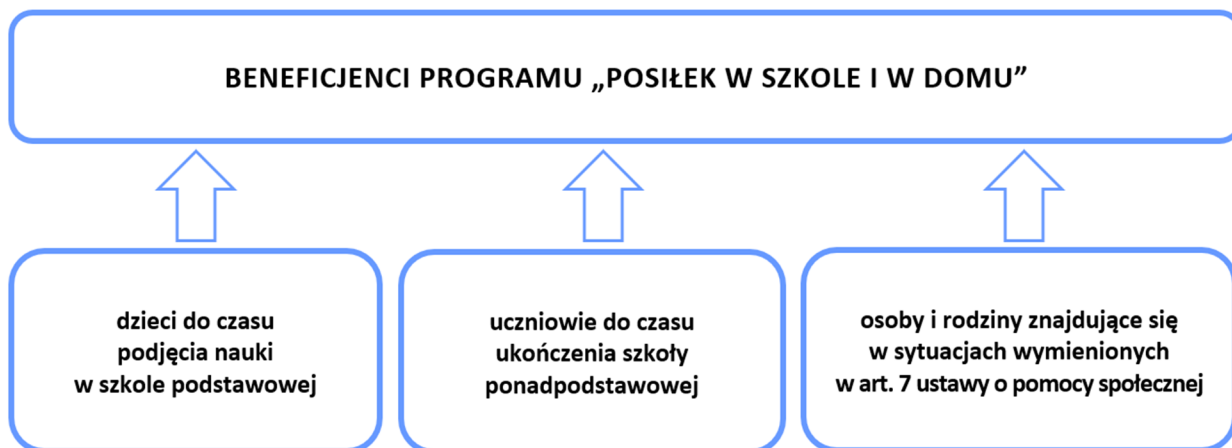 BENEFICJENCI PROGRAMU „POSIŁEK W SZKOLE I W DOMU”
dzieci do czasu
podjęcia nauki
w szkole podstawowej
uczniowie do czasu
ukończenia szkoły
ponadpodstawowej
osoby i rodziny znajdujące się
w sytuacjach wymienionych
w art. 7 ustawy o pomocy społecznej